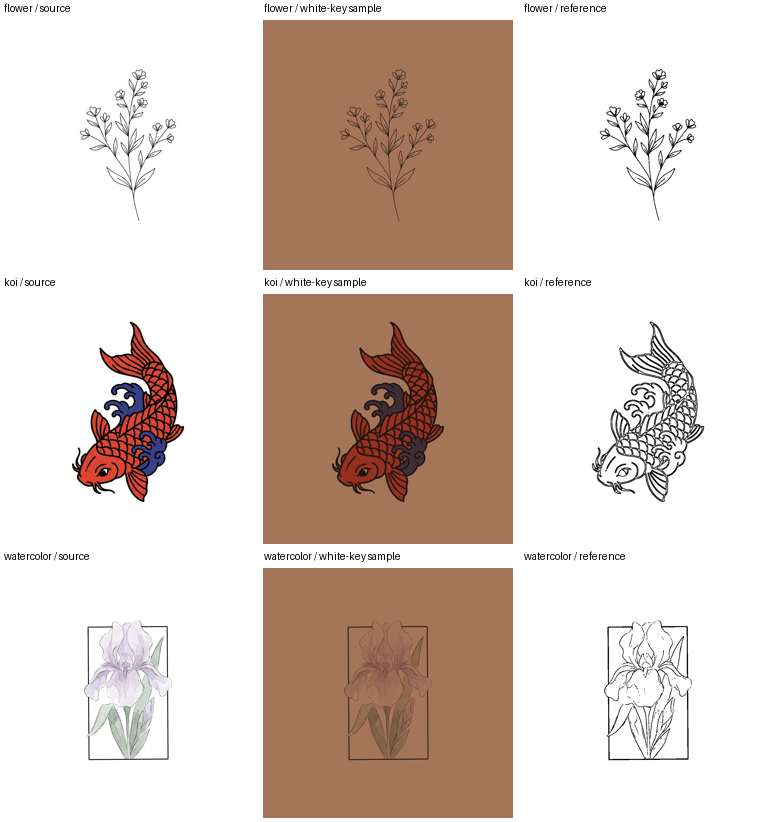 flower / source
flower / white-key sample
flower / reference
koi / source
koi / white-key sample
koi / reference
watercolor / source
watercolor / white-key sample
watercolor / reference